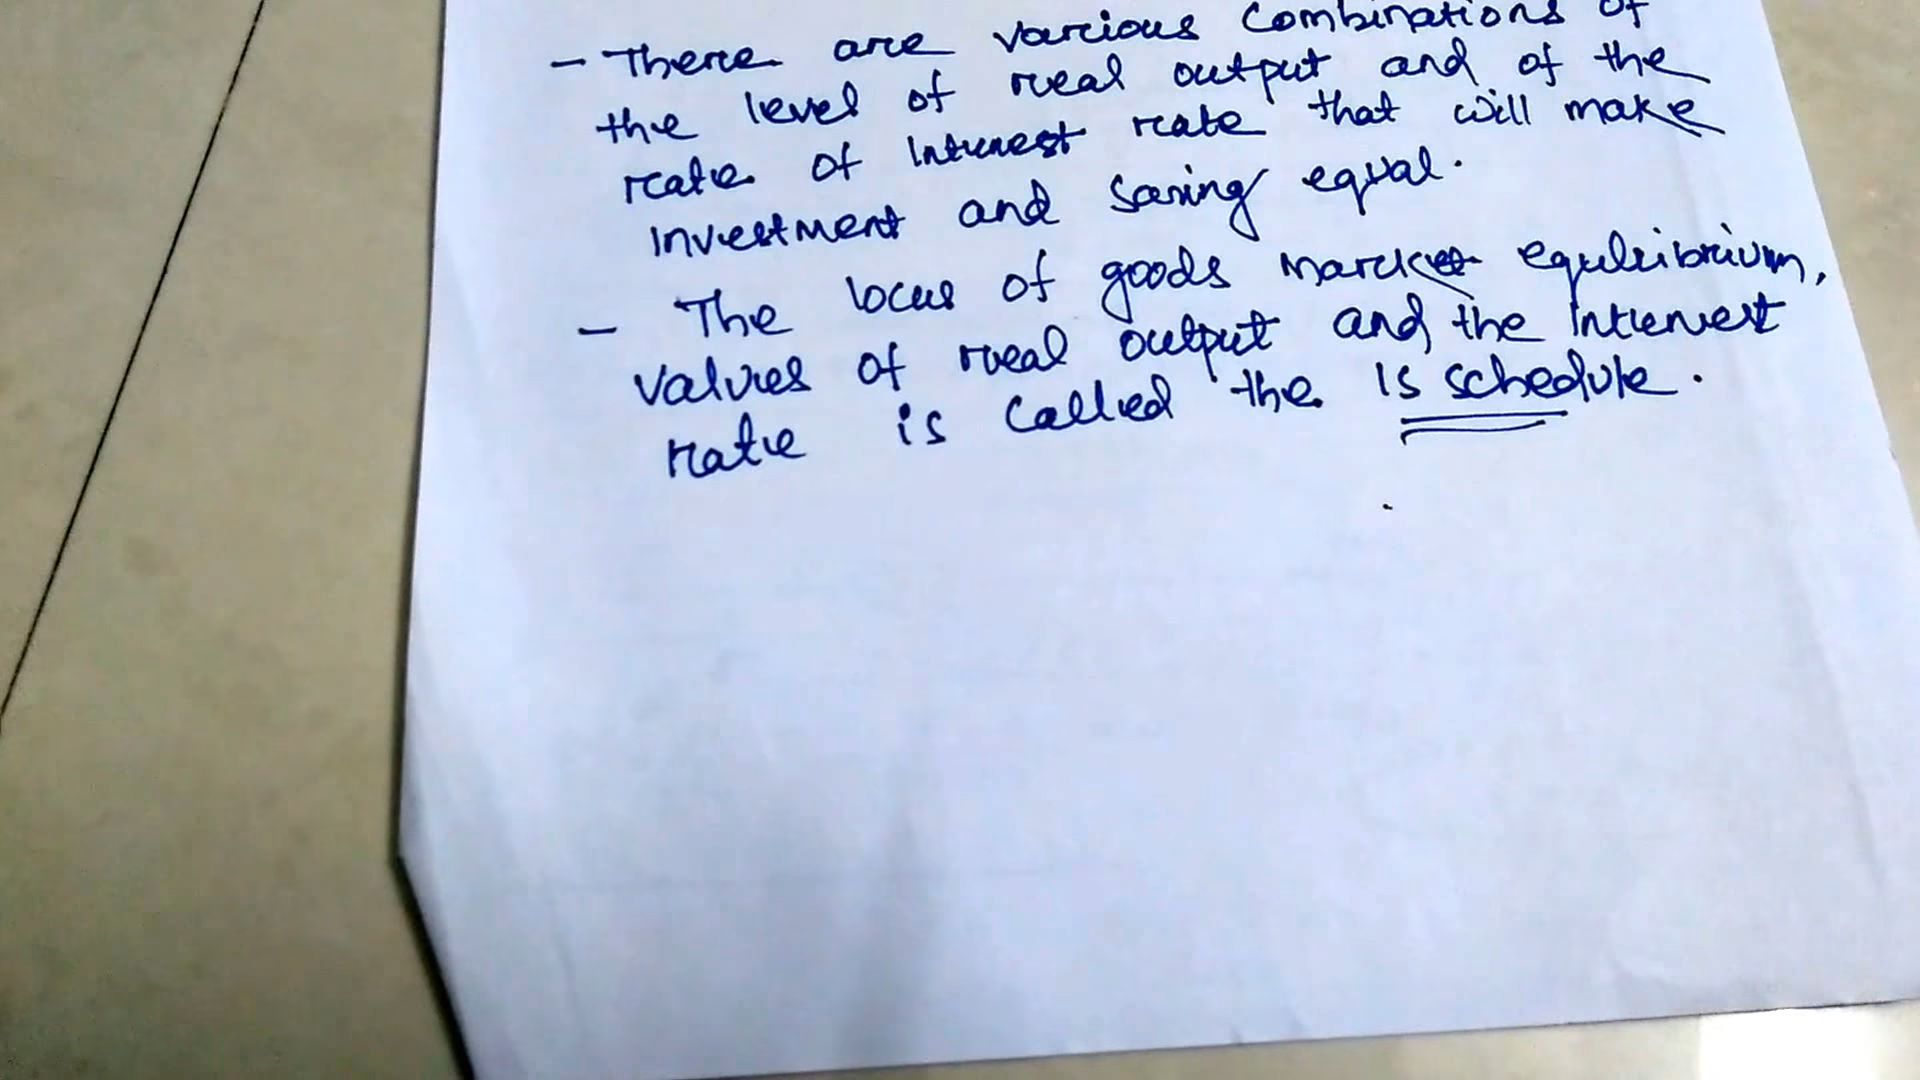 - There are various combinations of
the level of real output and of the
rate of Interest rate that will make
investment and saving equal.
- The locus of goods market equilibrium,
values of real output and the interest
rate is called the IS schedule.